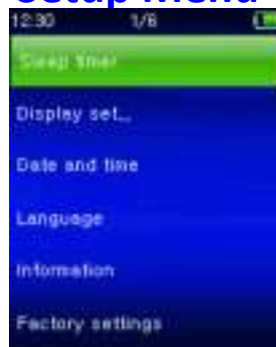 Setup Menu
12:30 1/6
Sleep timer
Display set...
Date and time
Language
Information
Factory settings